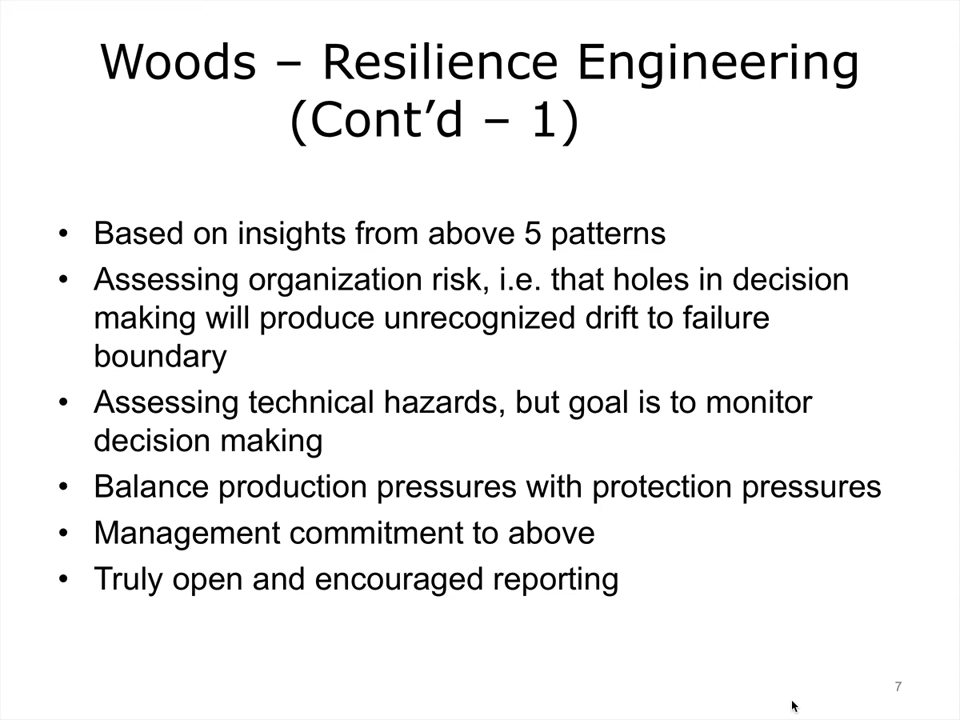 Woods – Resilience Engineering
(Cont’d – 1)
• Based on insights from above 5 patterns
• Assessing organization risk, i.e. that holes in decision
making will produce unrecognized drift to failure
boundary
• Assessing technical hazards, but goal is to monitor
decision making
• Balance production pressures with protection pressures
• Management commitment to above
• Truly open and encouraged reporting
7